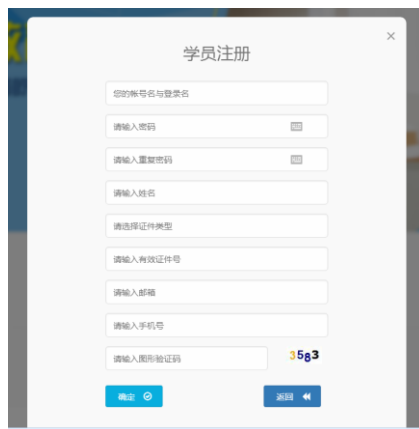 学员注册
您的帐号名与登录名
请输入密码
请输入重复密码
请输入姓名
请选择证件类型
请输入有效证件号
请输入邮箱
请输入手机号
请输入图形验证码
3583
确定
返回